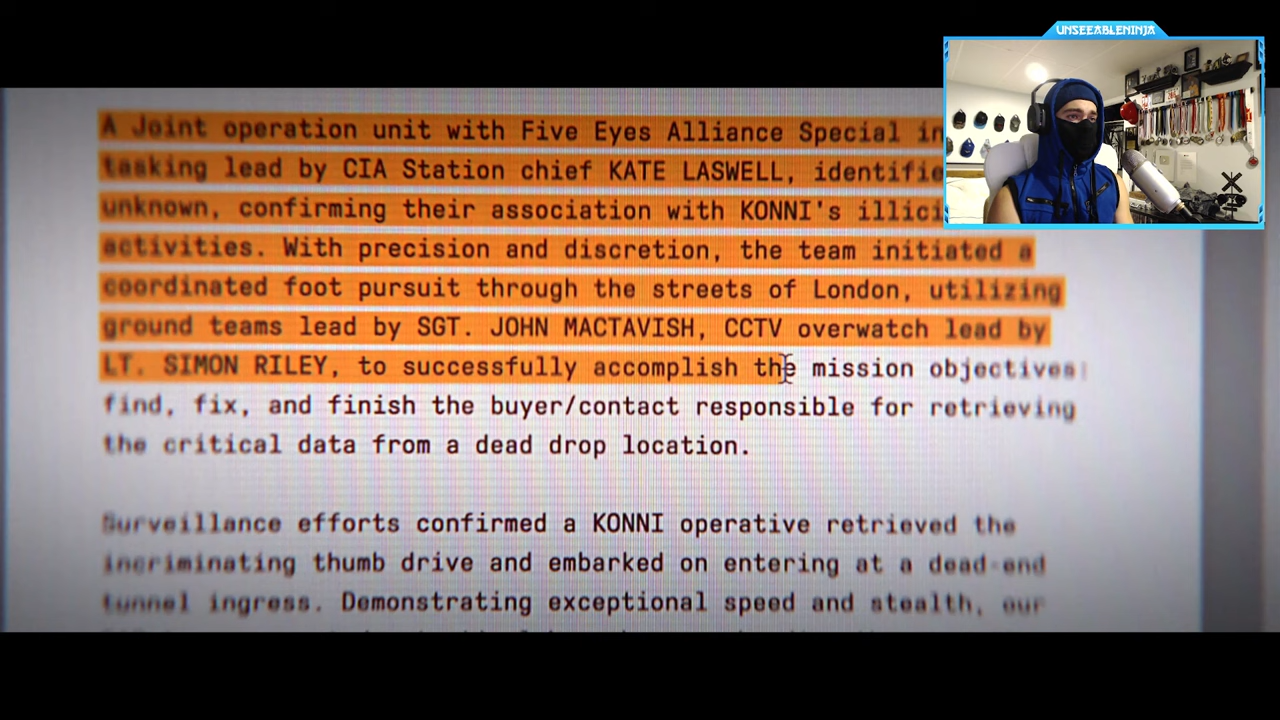 UNSEEABLENINJA
A Joint operation unit with Five Eyes Alliance Special in
tasking lead by CIA Station chief KATE LASWELL, identifie
unknown, confirming their association with KONNI's illici
activities. With precision and discretion, the team initiated a
coordinated foot pursuit through the streets of London, utilizing
ground teams lead by SGT. JOHN MACTAVISH, CCTV overwatch lead by
LT. SIMON RILEY, to successfully accomplish the mission objectives:
find, fix, and finish the buyer/contact responsible for retrieving
the critical data from a dead drop location.
Surveillance efforts confirmed a KONNI operative retrieved the
incriminating thumb drive and embarked on entering at a dead-end
tunnel ingress. Demonstrating exceptional speed and stealth, our